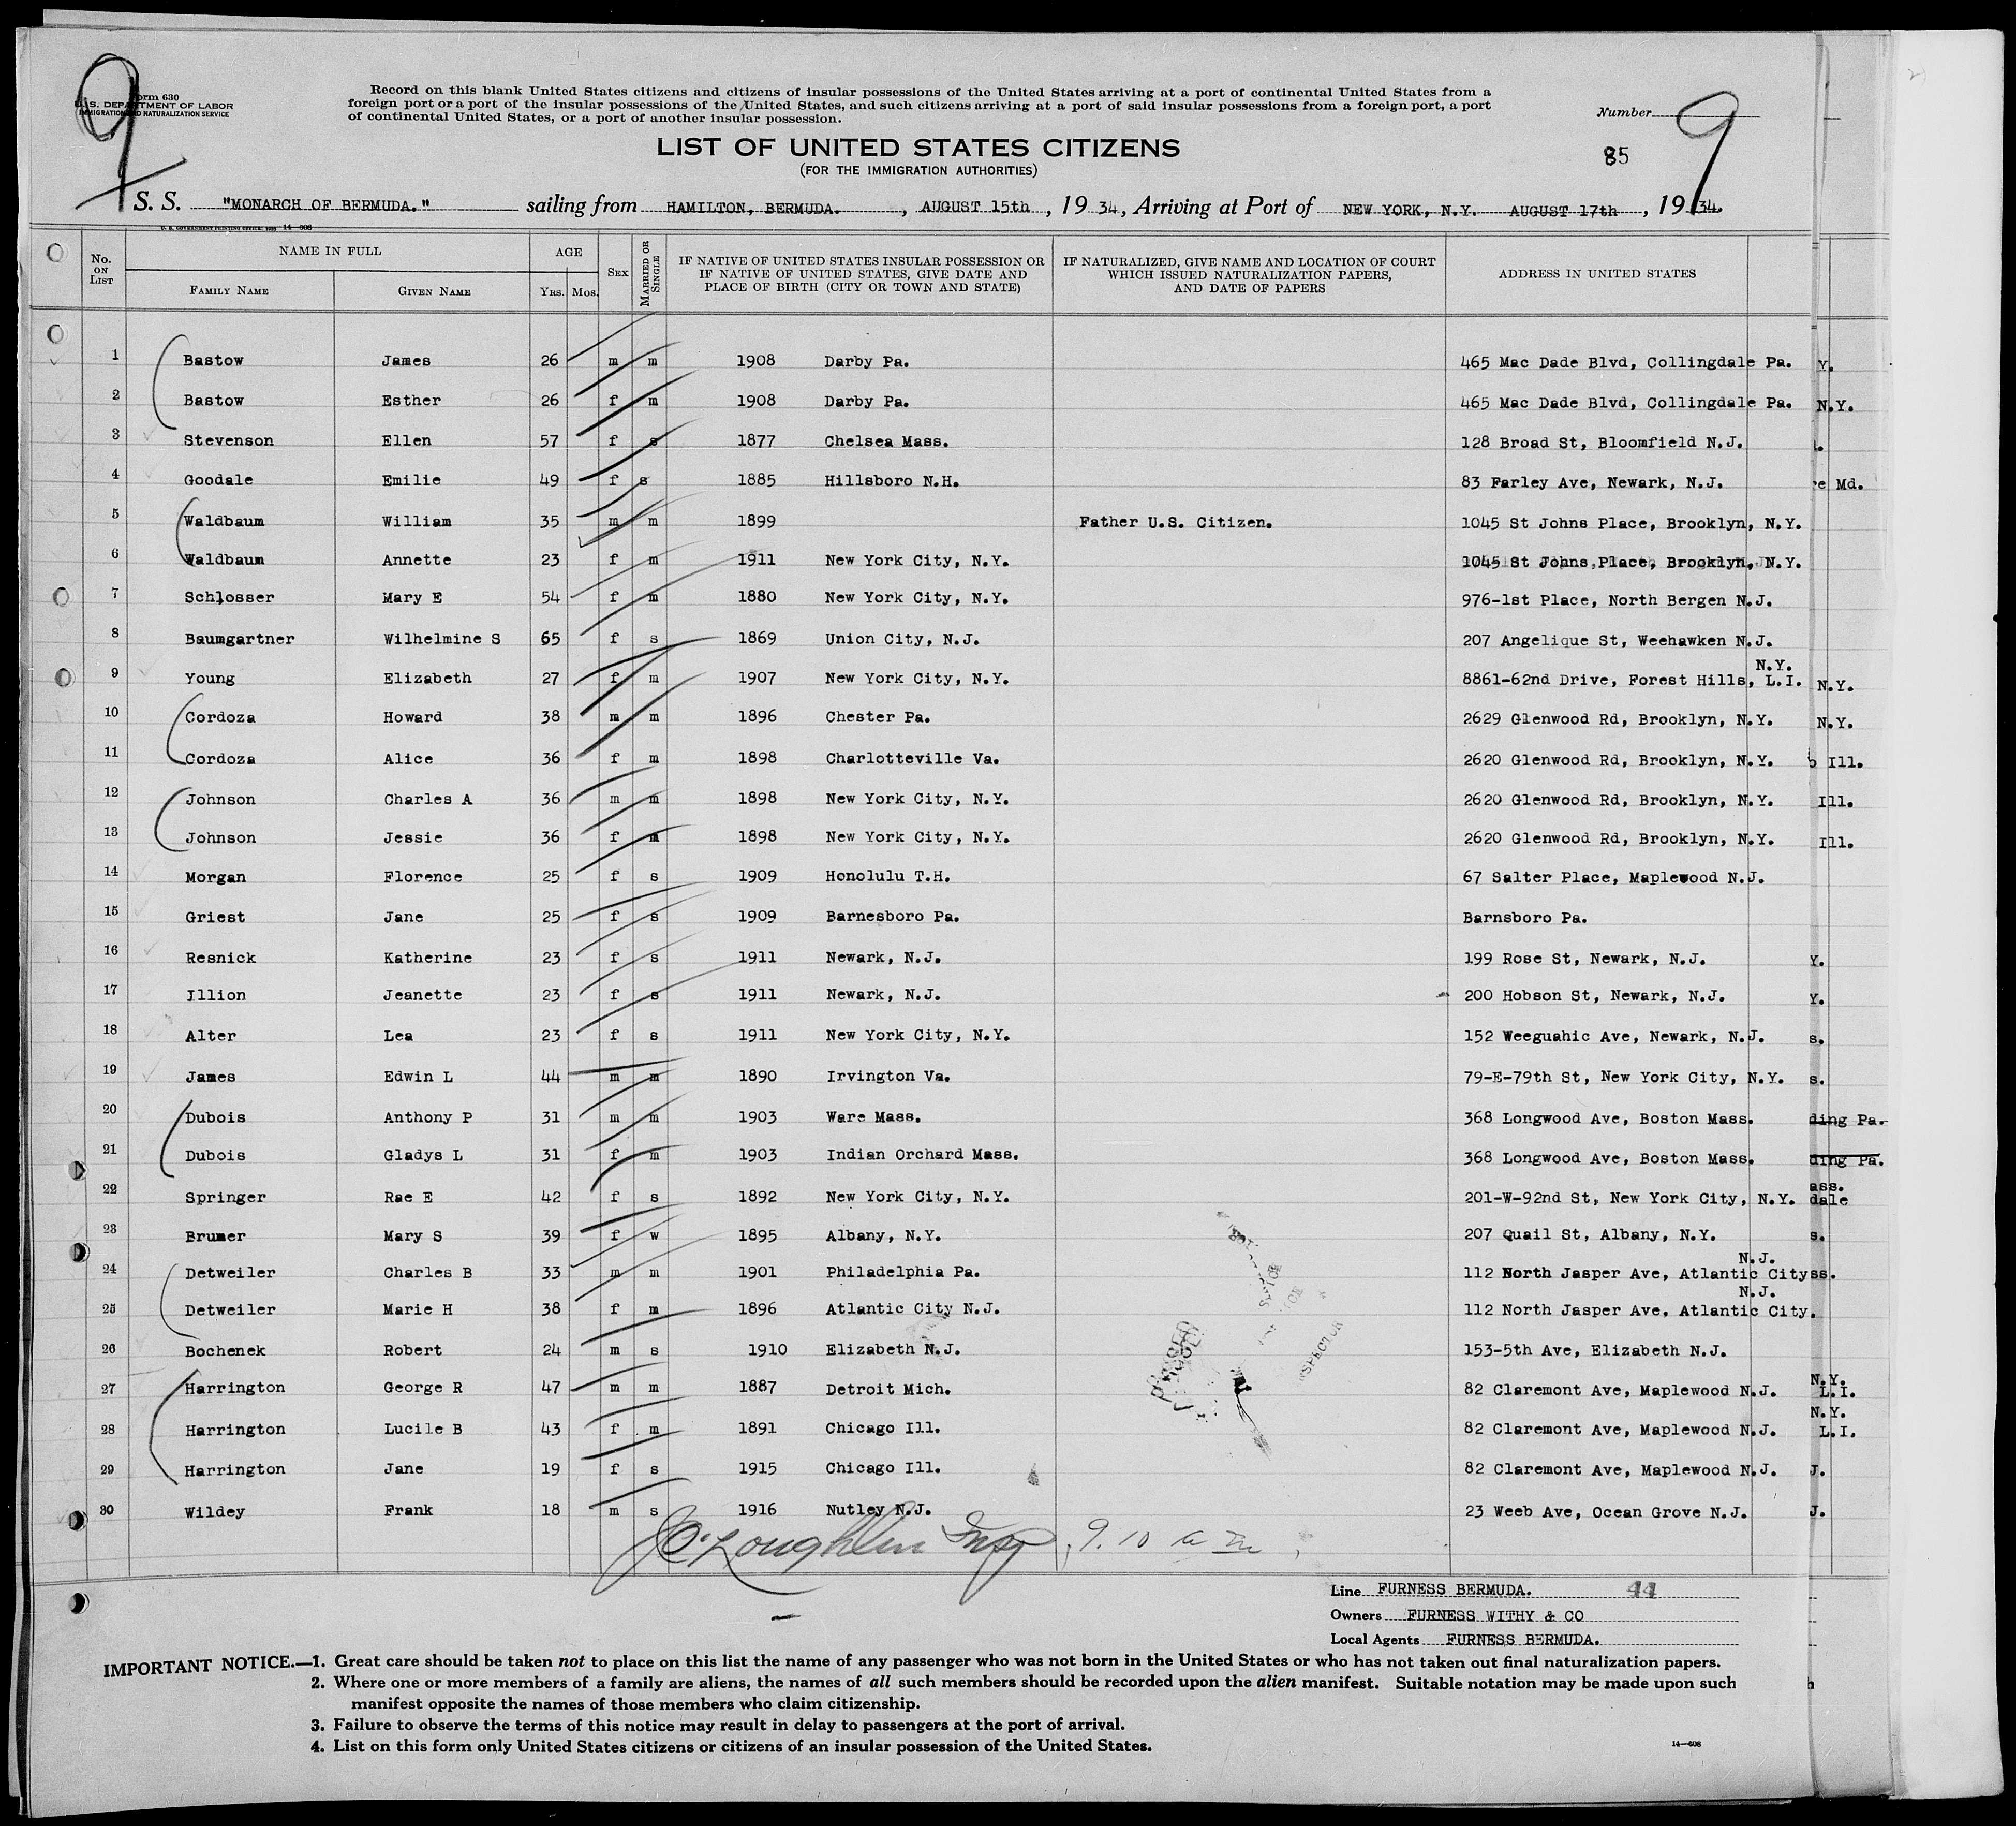 9
Form 630
U.S. DEPARTMENT OF LABOR
IMMIGRATION AND NATURALIZATION SERVICE
Record on this blank United States citizens and citizens of insular possessions of the United States arriving at a port of continental United States from a
foreign port or a port of the insular possessions of the United States, and such citizens arriving at a port of said insular possessions from a foreign port, a port
of continental United States, or a port of another insular possession.
Number 9
LIST OF UNITED STATES CITIZENS
(FOR THE IMMIGRATION AUTHORITIES)
85
S. S. "MONARCH OF BERMUDA." sailing from HAMILTON, BERMUDA. , AUGUST 15th , 19 34, Arriving at Port of NEW YORK, N.Y. AUGUST 17th , 19 34.
U. S. GOVERNMENT PRINTING OFFICE 14—608
No. ON LIST NAME IN FULL FAMILY NAME GIVEN NAME AGE YRS. MOS. SEX MARRIED OR SINGLE IF NATIVE OF UNITED STATES INSULAR POSSESSION OR IF NATIVE OF UNITED STATES, GIVE DATE AND PLACE OF BIRTH (CITY OR TOWN AND STATE) IF NATURALIZED, GIVE NAME AND LOCATION OF COURT WHICH ISSUED NATURALIZATION PAPERS, AND DATE OF PAPERS ADDRESS IN UNITED STATES
1 Bastow James 26 m m 1908 Darby Pa. 465 Mac Dade Blvd, Collingdale Pa. Y.
2 Bastow Esther 26 f m 1908 Darby Pa. 465 Mac Dade Blvd, Collingdale Pa. N.Y.
3 Stevenson Ellen 57 f s 1877 Chelsea Mass. 128 Broad St, Bloomfield N.J.
4 Goodale Emilie 49 f s 1885 Hillsboro N.H. 83 Farley Ave, Newark, N.J. e Md.
5 Waldbaum William 35 m m 1899 Father U.S. Citizen. 1045 St Johns Place, Brooklyn, N.Y.
6 Waldbaum Annette 23 f m 1911 New York City, N.Y. 1045 St Johns Place, Brooklyn, N.Y.
7 Schlosser Mary E 54 f m 1880 New York City, N.Y. 976-1st Place, North Bergen N.J.
8 Baumgartner Wilhelmine S 65 f s 1869 Union City, N.J. 207 Angelique St, Weehawken N.J.
N.Y.
9 Young Elizabeth 27 f m 1907 New York City, N.Y. 8861-62nd Drive, Forest Hills, L.I. N.Y.
10 Cordoza Howard 38 m m 1896 Chester Pa. 2629 Glenwood Rd, Brooklyn, N.Y. N.Y.
11 Cordoza Alice 36 f m 1898 Charlotteville Va. 2620 Glenwood Rd, Brooklyn, N.Y. Ill.
12 Johnson Charles A 36 m m 1898 New York City, N.Y. 2620 Glenwood Rd, Brooklyn, N.Y. Ill.
13 Johnson Jessie 36 f m 1898 New York City, N.Y. 2620 Glenwood Rd, Brooklyn, N.Y. Ill.
14 Morgan Florence 25 f s 1909 Honolulu T.H. 67 Salter Place, Maplewood N.J.
15 Griest Jane 25 f s 1909 Barnesboro Pa. Barnsboro Pa.
16 Resnick Katherine 23 f s 1911 Newark, N.J. 199 Rose St, Newark, N.J. Y.
17 Illion Jeanette 23 f s 1911 Newark, N.J. 200 Hobson St, Newark, N.J. Y.
18 Alter Lea 23 f s 1911 New York City, N.Y. 152 Weeguahic Ave, Newark, N.J. s.
19 James Edwin L 44 m m 1890 Irvington Va. 79-E-79th St, New York City, N.Y. s.
20 Dubois Anthony P 31 m m 1903 Ware Mass. 368 Longwood Ave, Boston Mass. ding Pa.
21 Dubois Gladys L 31 f m 1903 Indian Orchard Mass. 368 Longwood Ave, Boston Mass. ding Pa.
ass.
22 Springer Rae E 42 f s 1892 New York City, N.Y. 201-W-92nd St, New York City, N.Y. dale
23 Brumer Mary S 39 f w 1895 Albany, N.Y. 207 Quail St, Albany, N.Y. s.
N.J.
24 Detweiler Charles B 33 m m 1901 Philadelphia Pa. 112 North Jasper Ave, Atlantic City ss.
N.J.
25 Detweiler Marie H 38 f m 1896 Atlantic City N.J. 112 North Jasper Ave, Atlantic City.
26 Bochenek Robert 24 m s 1910 Elizabeth N.J. 153-5th Ave, Elizabeth N.J.
N.Y.
27 Harrington George R 47 m m 1887 Detroit Mich. 82 Claremont Ave, Maplewood N.J. L.I.
N.Y.
28 Harrington Lucile B 43 f m 1891 Chicago Ill. 82 Claremont Ave, Maplewood N.J. L.I.
29 Harrington Jane 19 f s 1915 Chicago Ill. 82 Claremont Ave, Maplewood N.J. J.
30 Wildey Frank 18 m s 1916 Nutley N.J. 23 Weeb Ave, Ocean Grove N.J. J.
PASSED
INSPECTOR
O'Loughlin Insp. 9.10 a m
Line FURNESS BERMUDA. 44
Owners FURNESS WITHY & CO
Local Agents FURNESS BERMUDA.
IMPORTANT NOTICE.—1. Great care should be taken not to place on this list the name of any passenger who was not born in the United States or who has not taken out final naturalization papers.
2. Where one or more members of a family are aliens, the names of all such members should be recorded upon the alien manifest. Suitable notation may be made upon such
manifest opposite the names of those members who claim citizenship.
3. Failure to observe the terms of this notice may result in delay to passengers at the port of arrival.
4. List on this form only United States citizens or citizens of an insular possession of the United States.
14—608